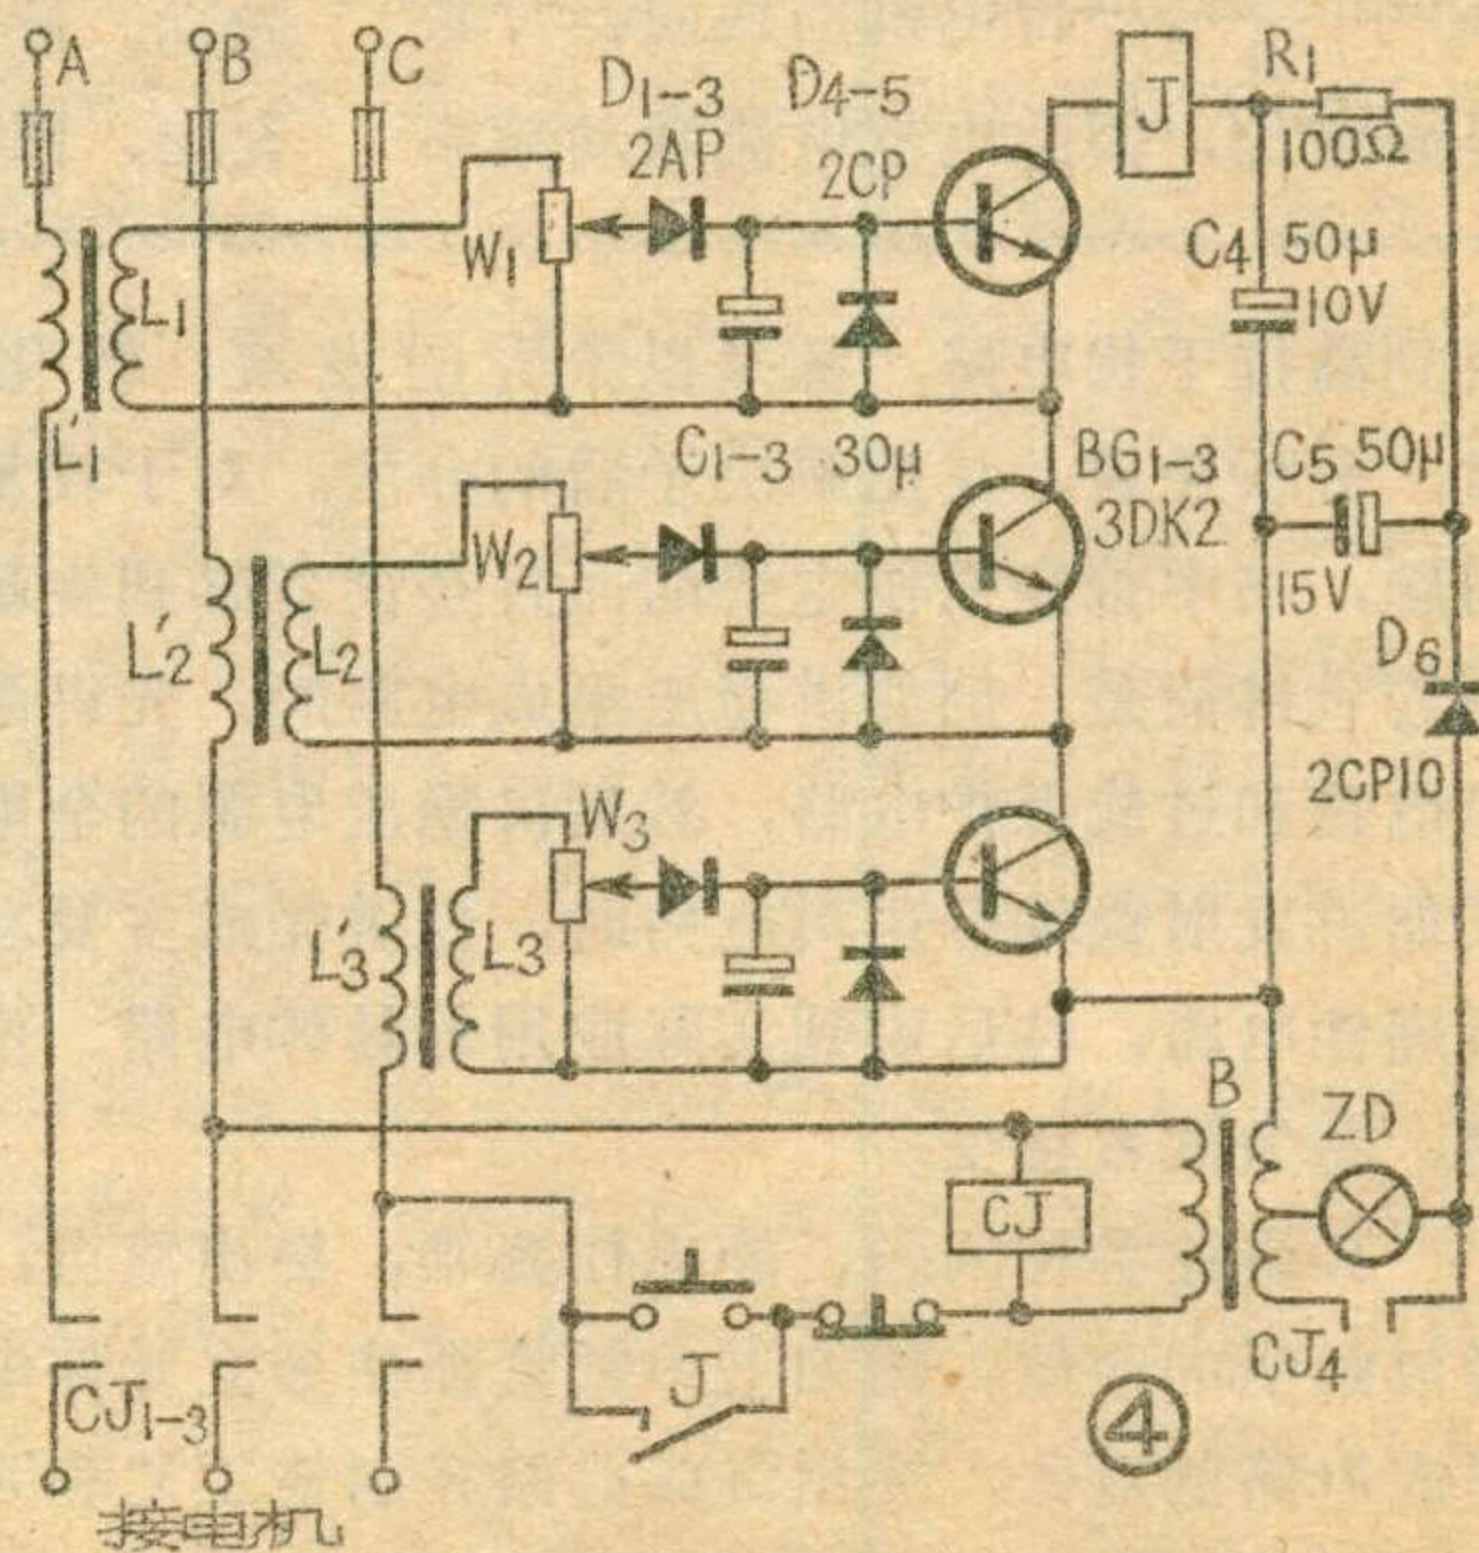 A B C
D1-3 D4-5 J R1
2AP 2CP 100Ω
W1 C4 50μ
L1 10V
L'1 C1-3 30μ BG1-3 C5 50μ
W2 3DK2
15V
L'2 L2 D6
2CP10
W3
L'3 L3
B ZD
CJ
J CJ4
CJ1-3 ④
接电机